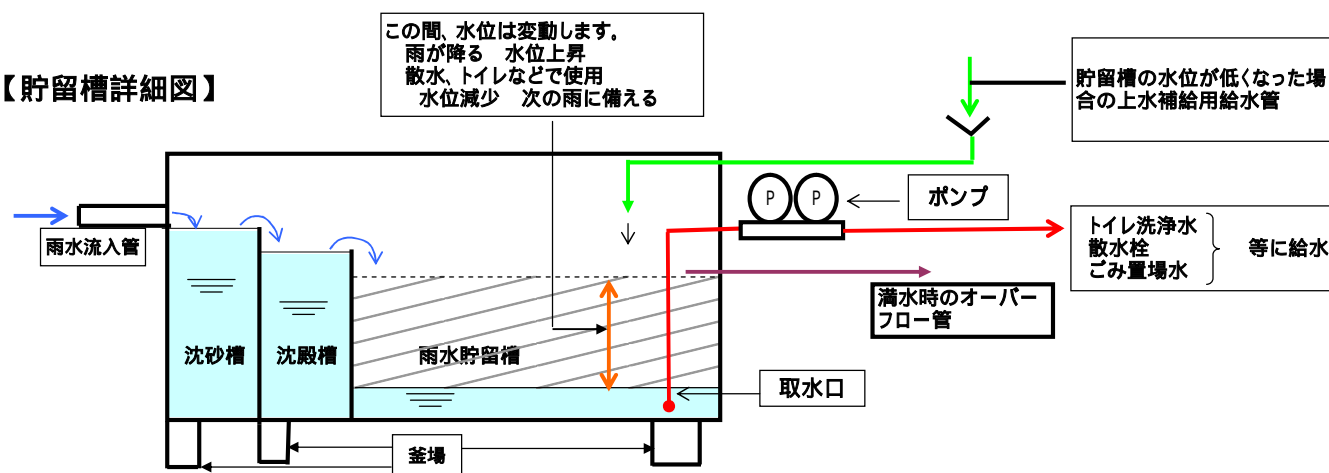 【貯留槽詳細図】
この間、水位は変動します。
雨が降る　水位上昇
散水、トイレなどで使用
水位減少　次の雨に備える
貯留槽の水位が低くなった場
合の上水補給用給水管
P P
ポンプ
雨水流入管
トイレ洗浄水
散水栓
ごみ置場水
等に給水
満水時のオーバー
フロー管
沈砂槽
沈殿槽
雨水貯留槽
取水口
釜場